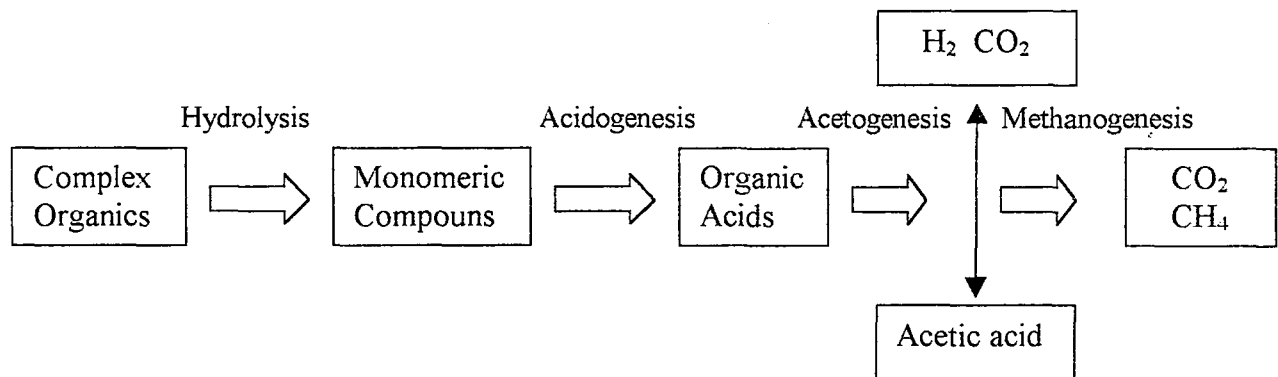 H₂ CO₂
Hydrolysis
Acidogenesis
Acetogenesis
Methanogenesis
Complex
Organics
Monomeric
Compouns
Organic
Acids
CO₂
CH₄
Acetic acid